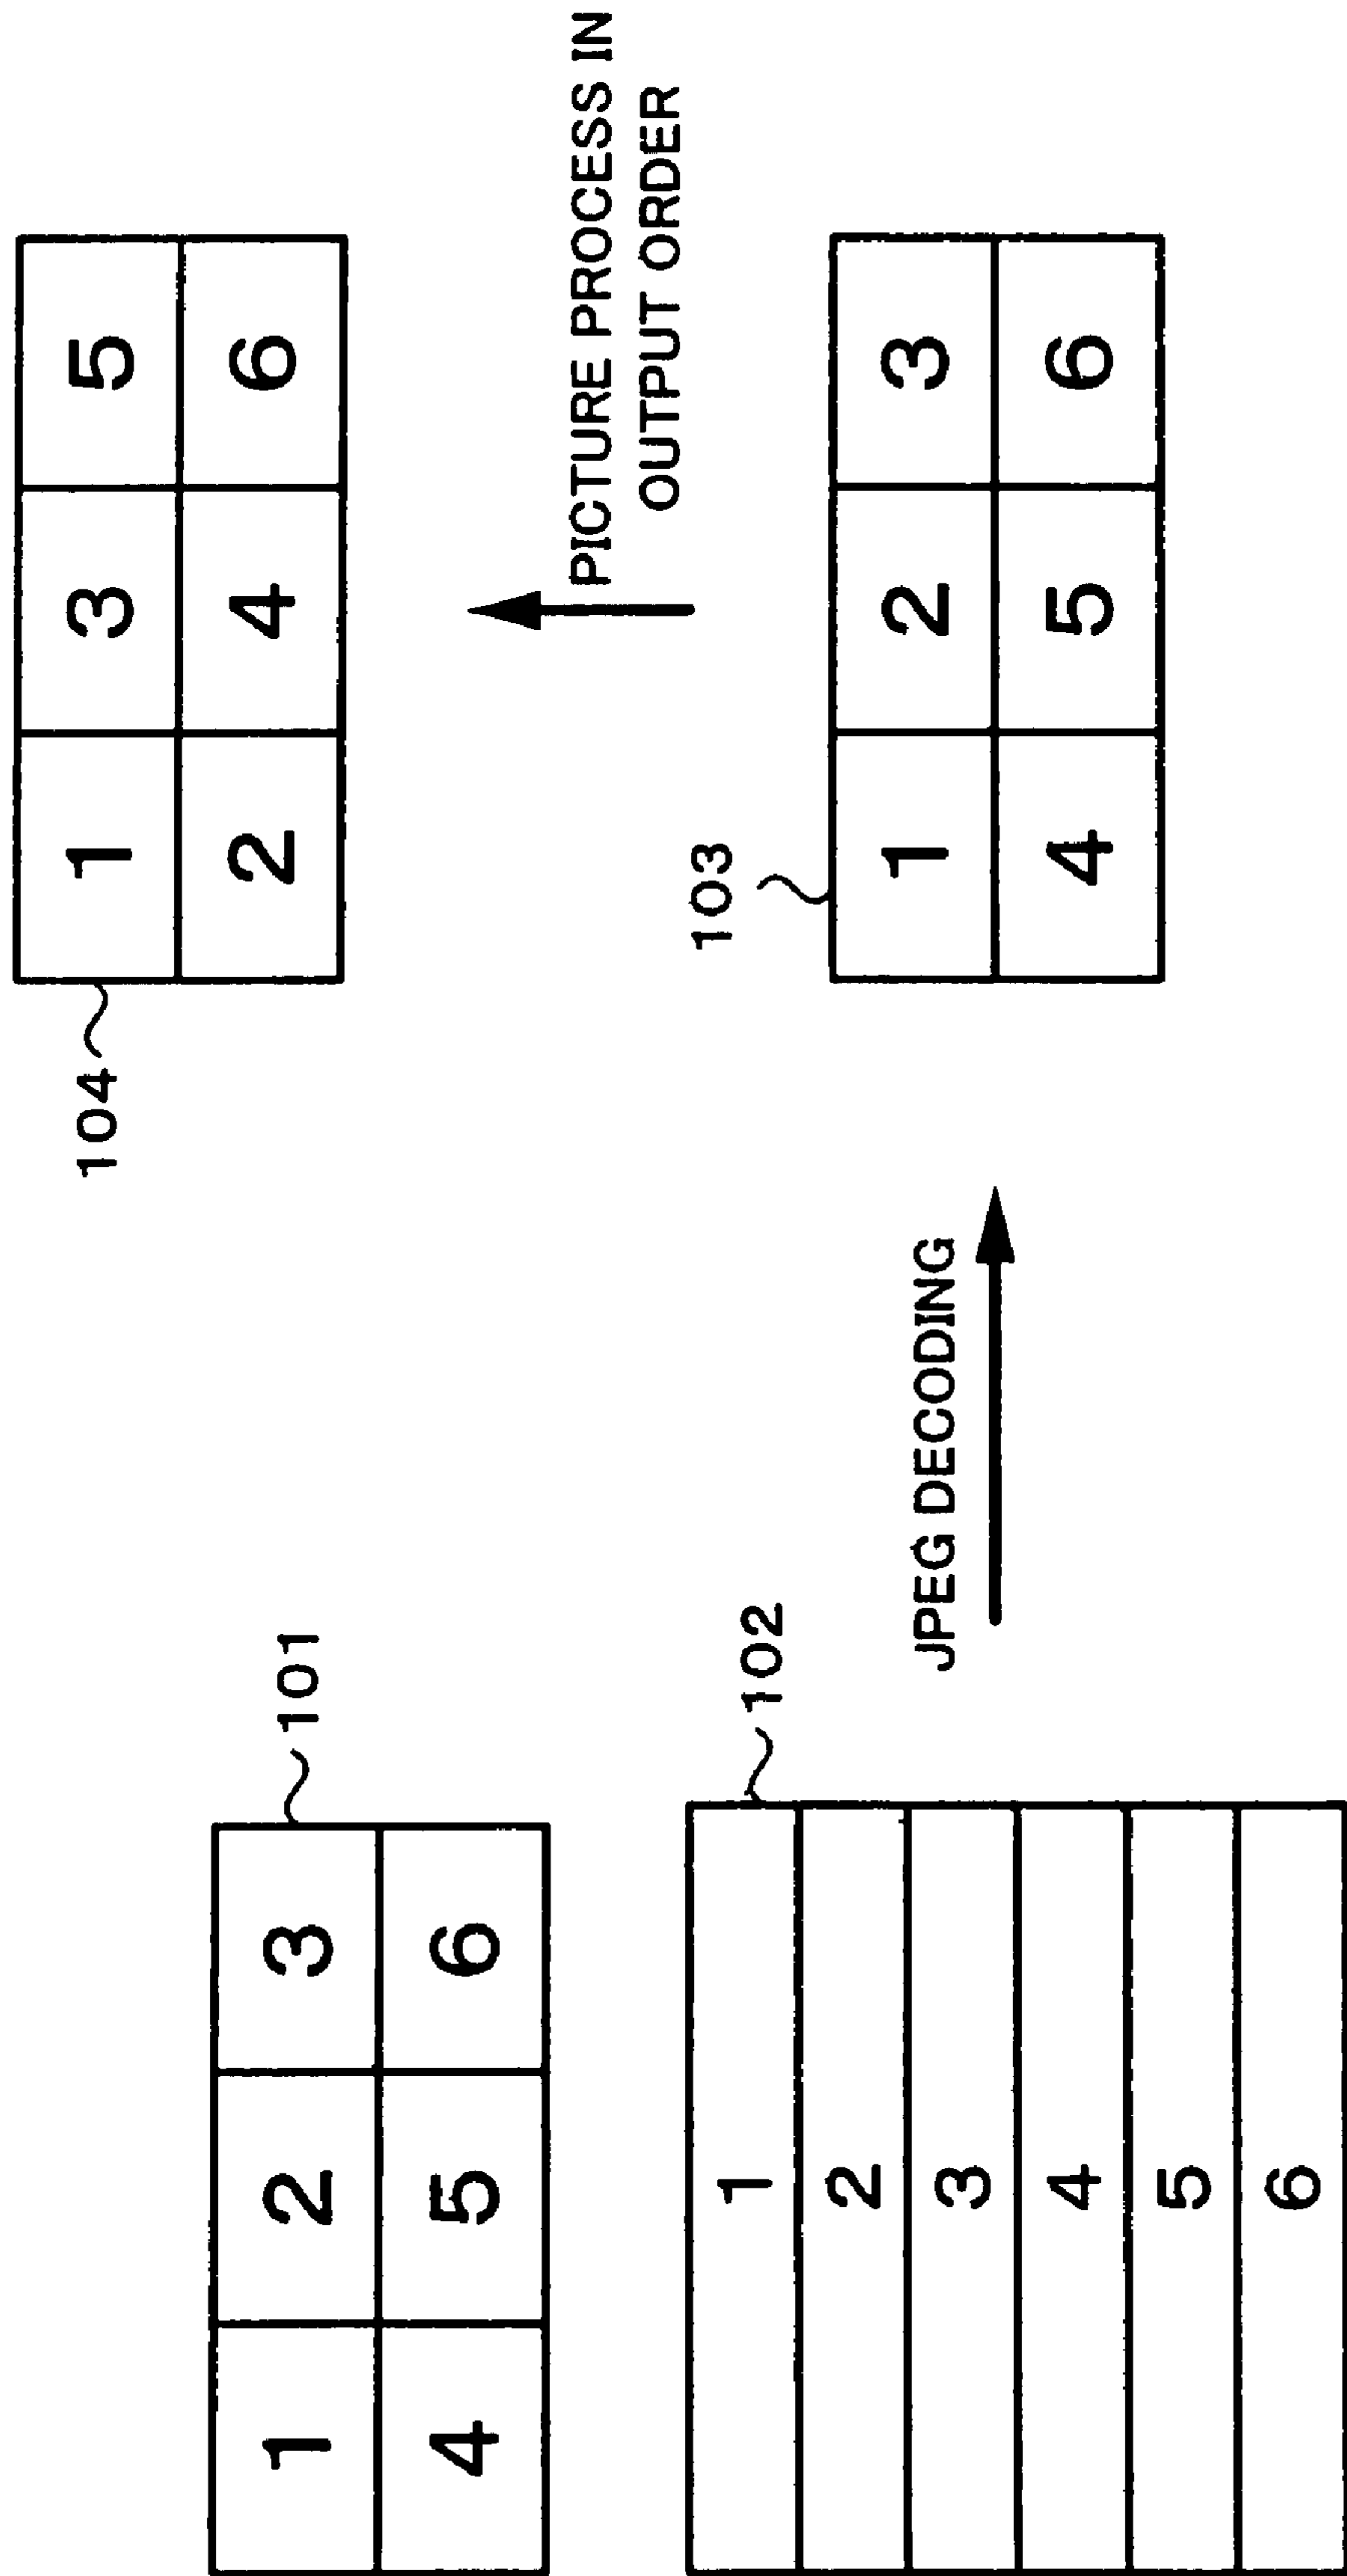 101
1 2 3
4 5 6
102
1
2
3
4
5
6
JPEG DECODING
104
1 3 5
2 4 6
PICTURE PROCESS IN
OUTPUT ORDER
103
1 2 3
4 5 6